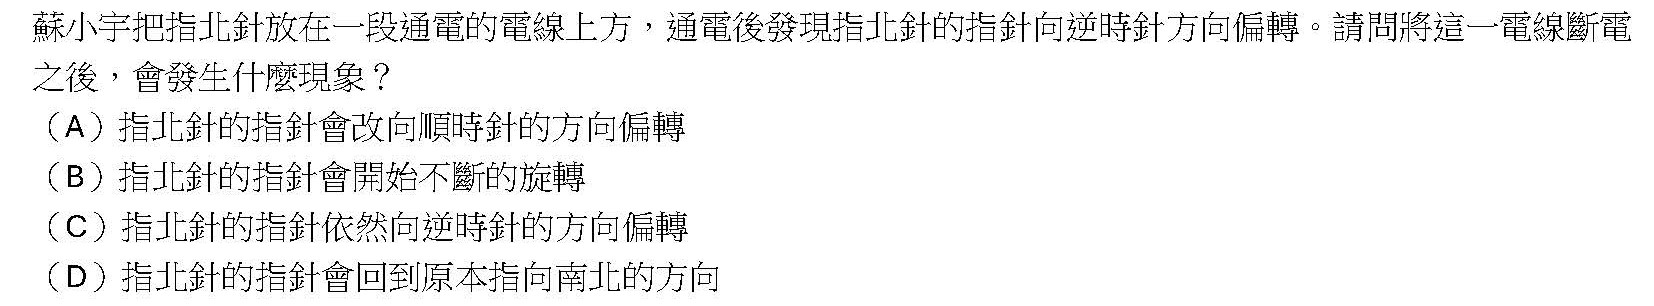 蘇小宇把指北針放在一段通電的電線上方，通電後發現指北針的指針向逆時針方向偏轉。請問將這一電線斷電
之後，會發生什麼現象？
（A）指北針的指針會改向順時針的方向偏轉
（B）指北針的指針會開始不斷的旋轉
（C）指北針的指針依然向逆時針的方向偏轉
（D）指北針的指針會回到原本指向南北的方向